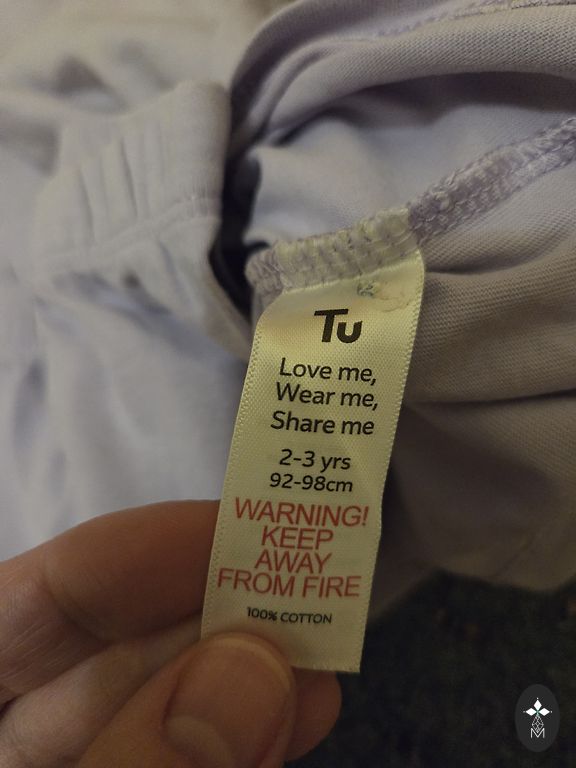 Tu
Love me,
Wear me,
Share me
2-3 yrs
92-98cm
WARNING!
KEEP
AWAY
FROM FIRE
100% COTTON
M